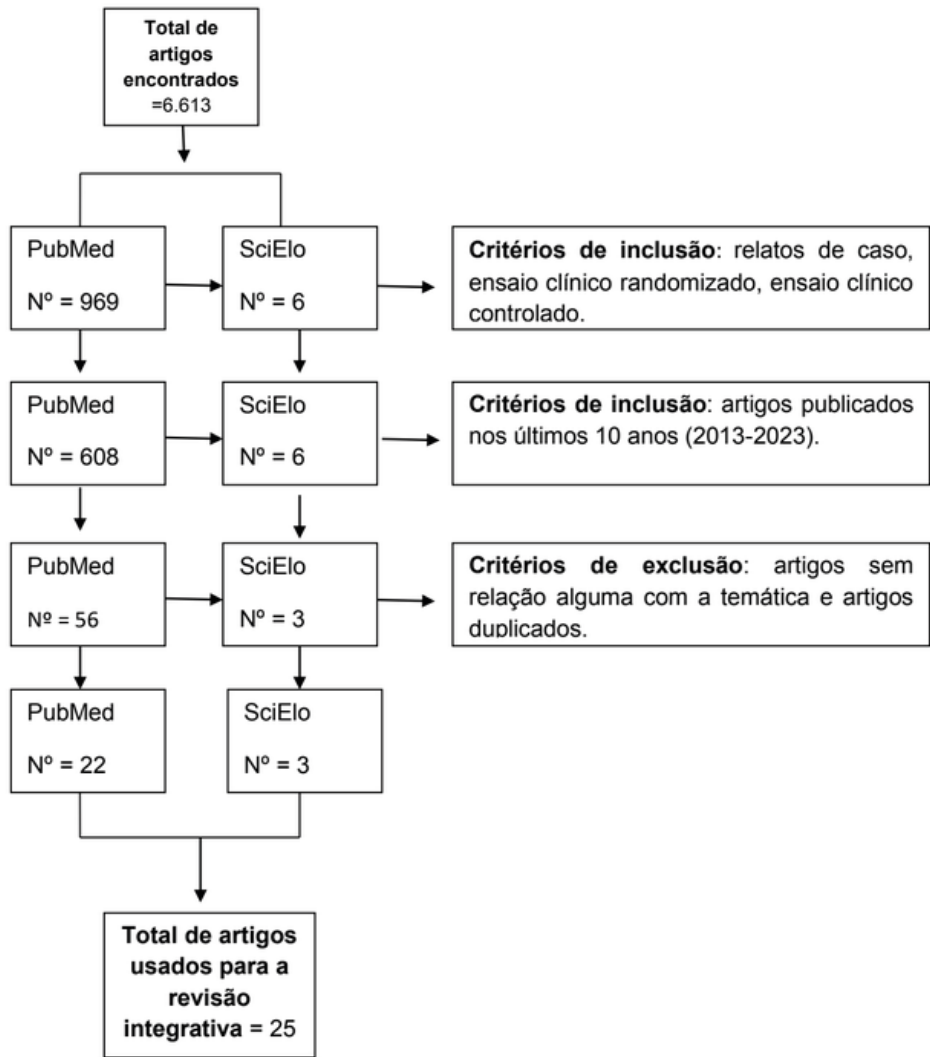 Total de
artigos
encontrados
=6.613
PubMed
Nº = 969
SciElo
Nº = 6
Critérios de inclusão: relatos de caso,
ensaio clínico randomizado, ensaio clínico
controlado.
PubMed
Nº = 608
SciElo
Nº = 6
Critérios de inclusão: artigos publicados
nos últimos 10 anos (2013-2023).
PubMed
Nº = 56
SciElo
Nº = 3
Critérios de exclusão: artigos sem
relação alguma com a temática e artigos
duplicados.
PubMed
Nº = 22
SciElo
Nº = 3
Total de artigos
usados para a
revisão
integrativa = 25